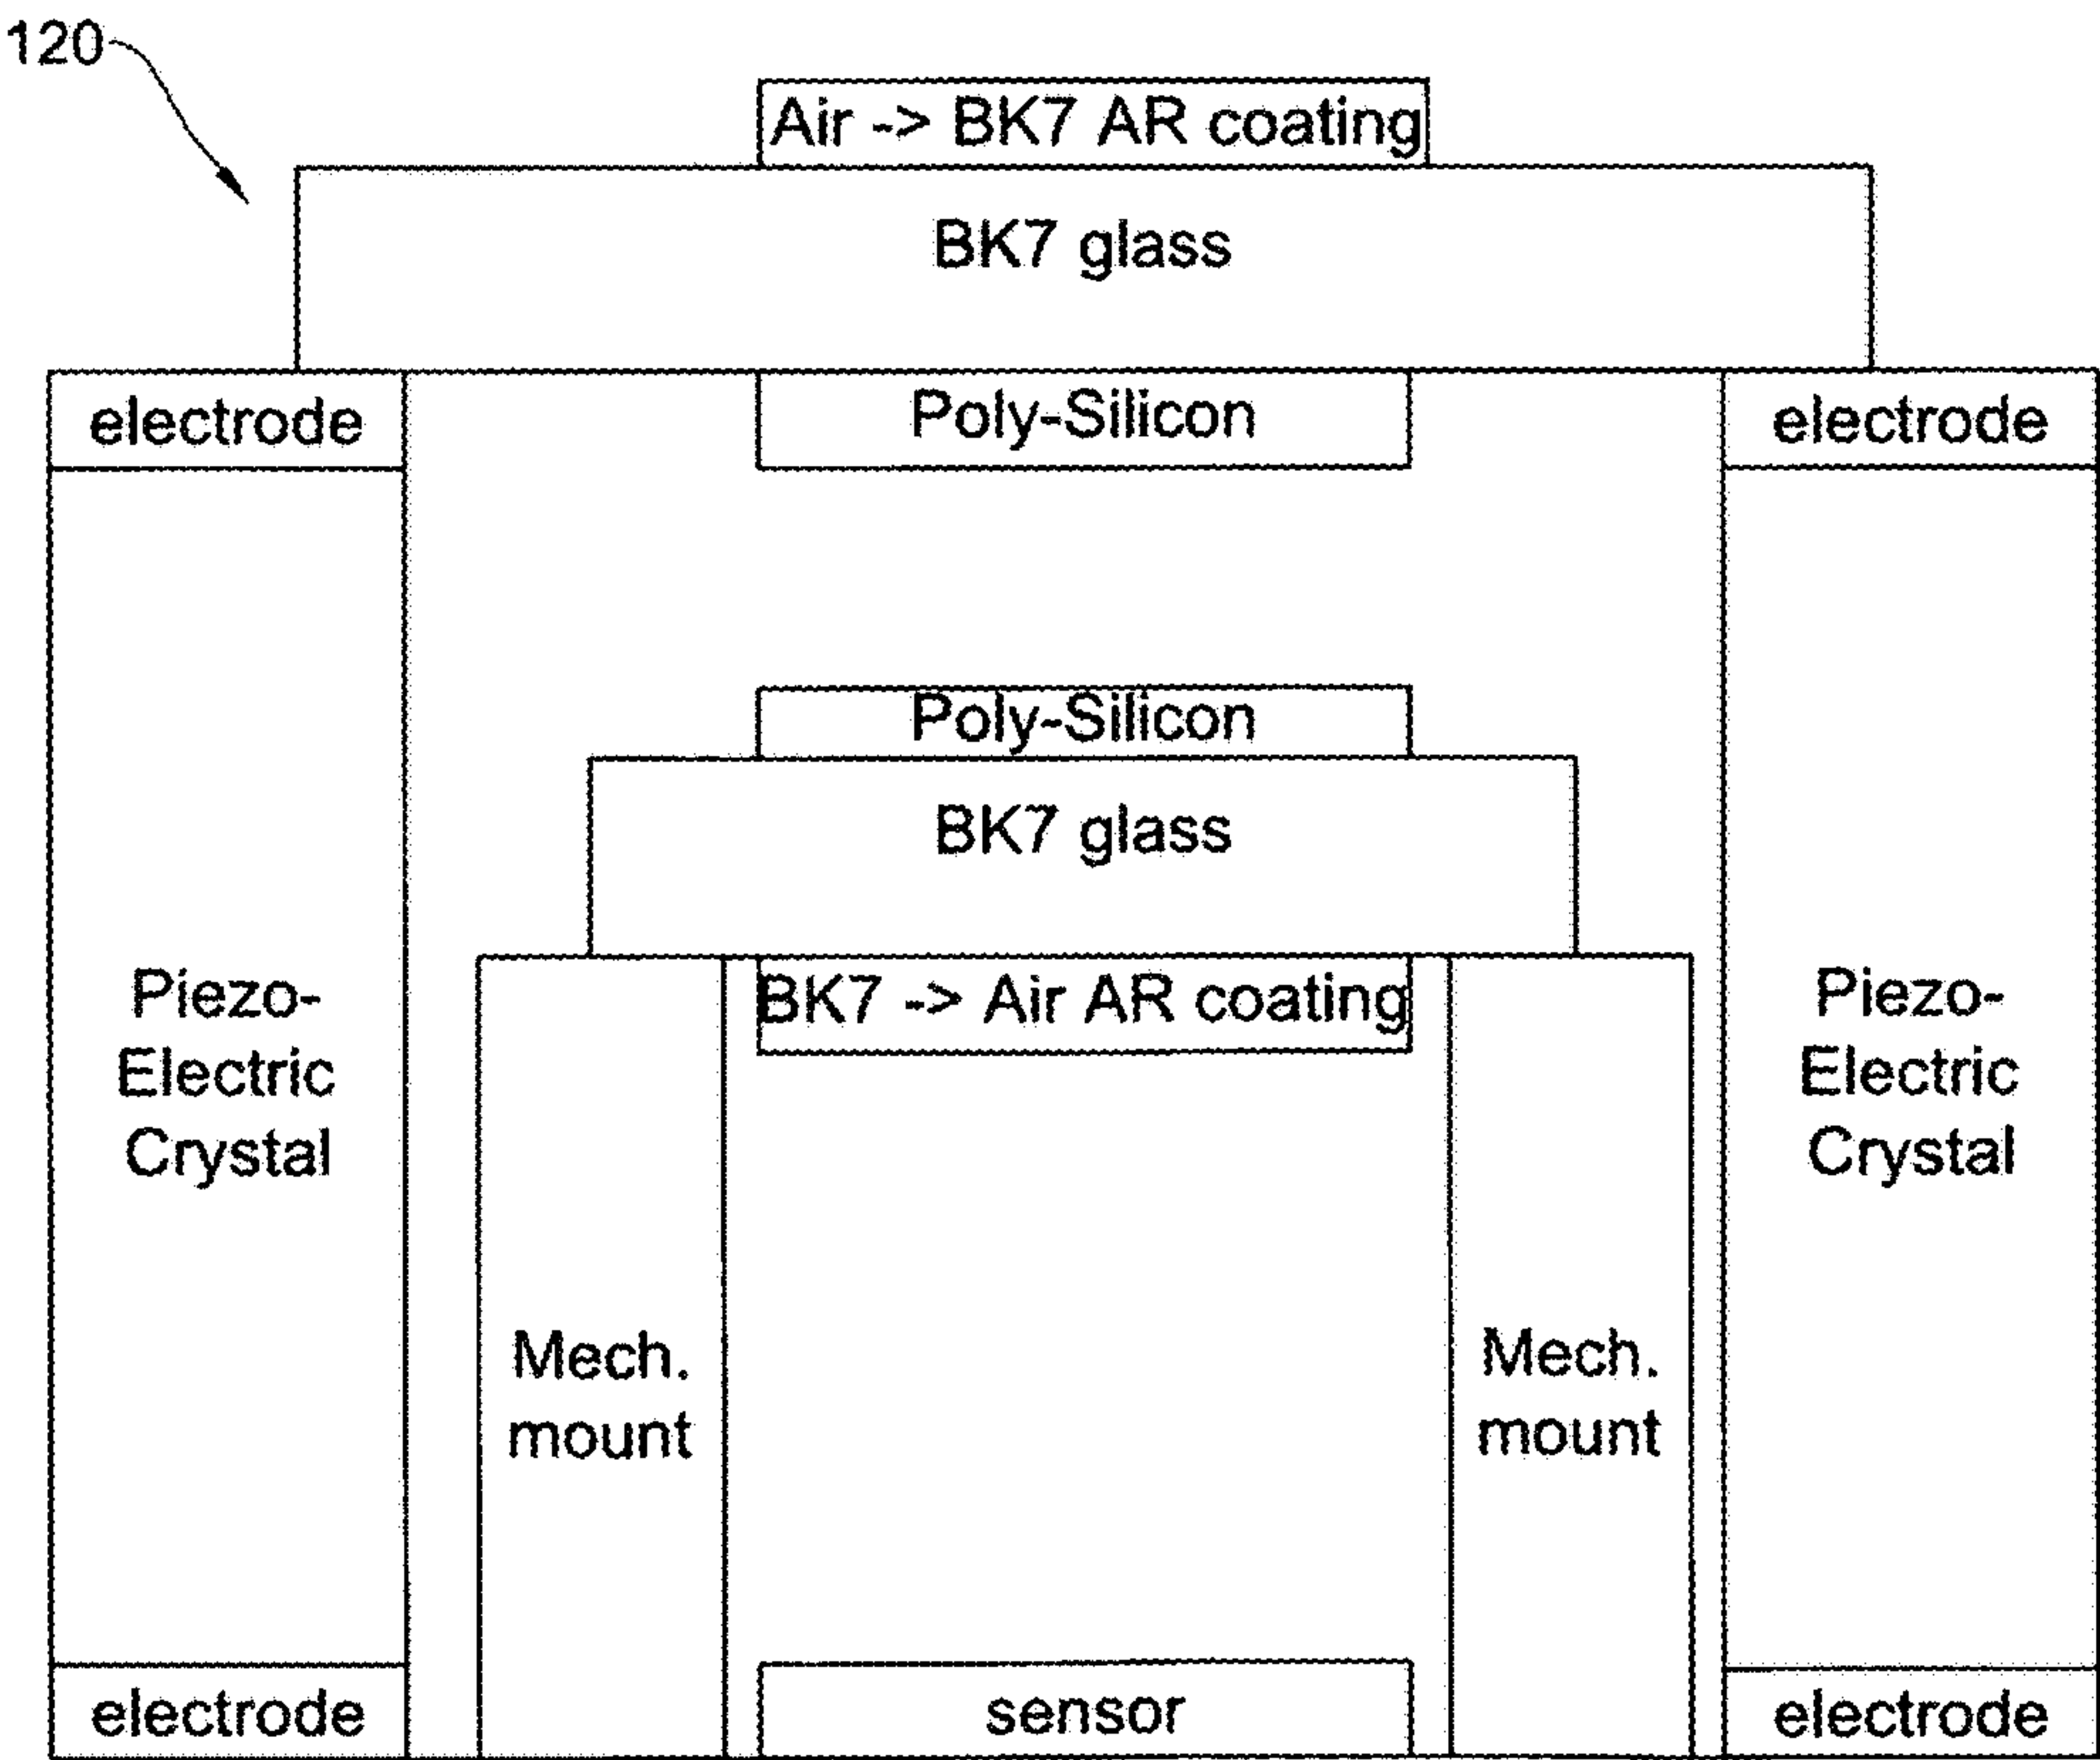 120
Air -> BK7 AR coating
BK7 glass
electrode
Poly-Silicon
electrode
Poly-Silicon
BK7 glass
BK7 -> Air AR coating
Piezo-
Electric
Crystal
Piezo-
Electric
Crystal
Mech.
mount
Mech.
mount
electrode
sensor
electrode